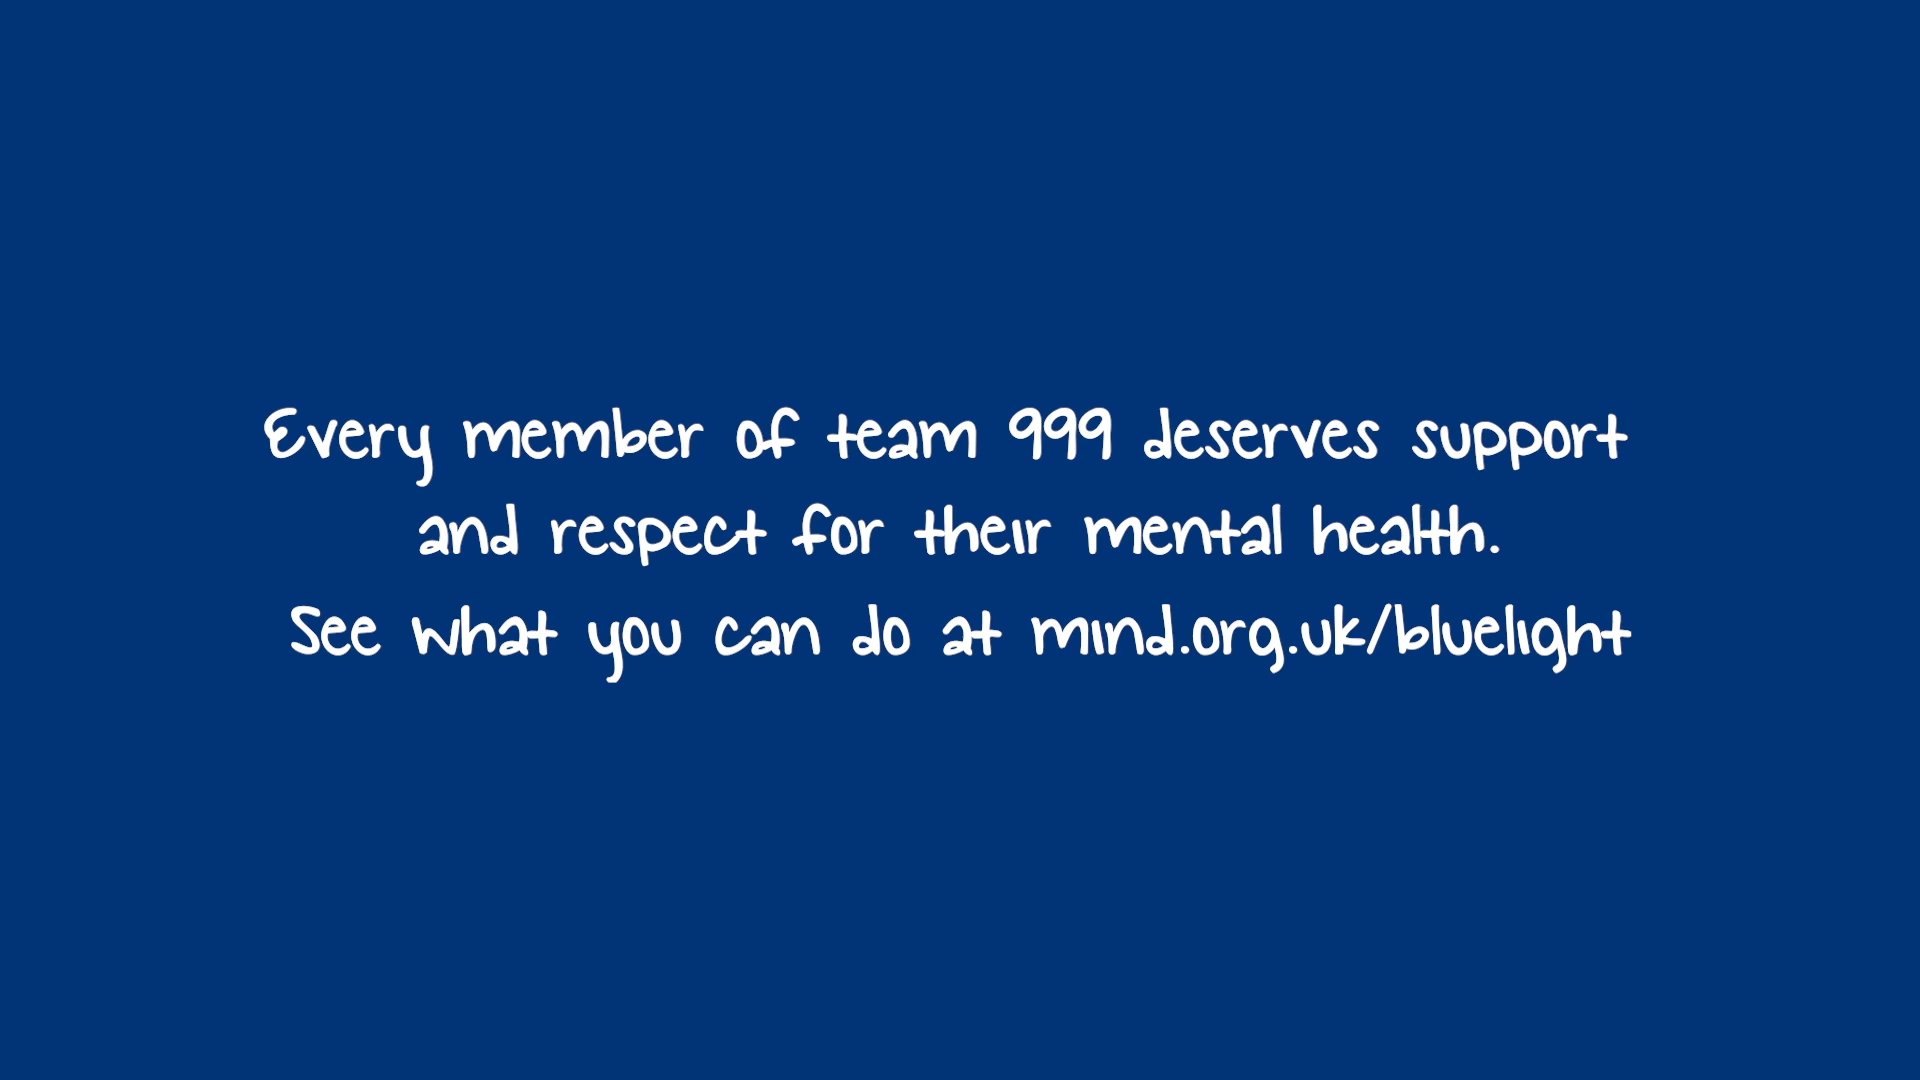 Every member of team 999 deserves support
and respect for their mental health.
See what you can do at mind.org.uk/bluelight